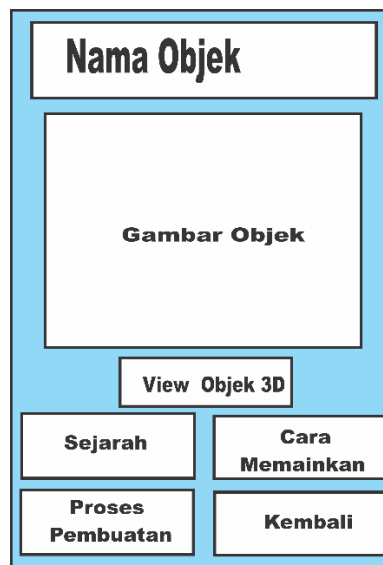 Nama Objek
Gambar Objek
View Objek 3D
Sejarah
Cara
Memainkan
Proses
Pembuatan
Kembali